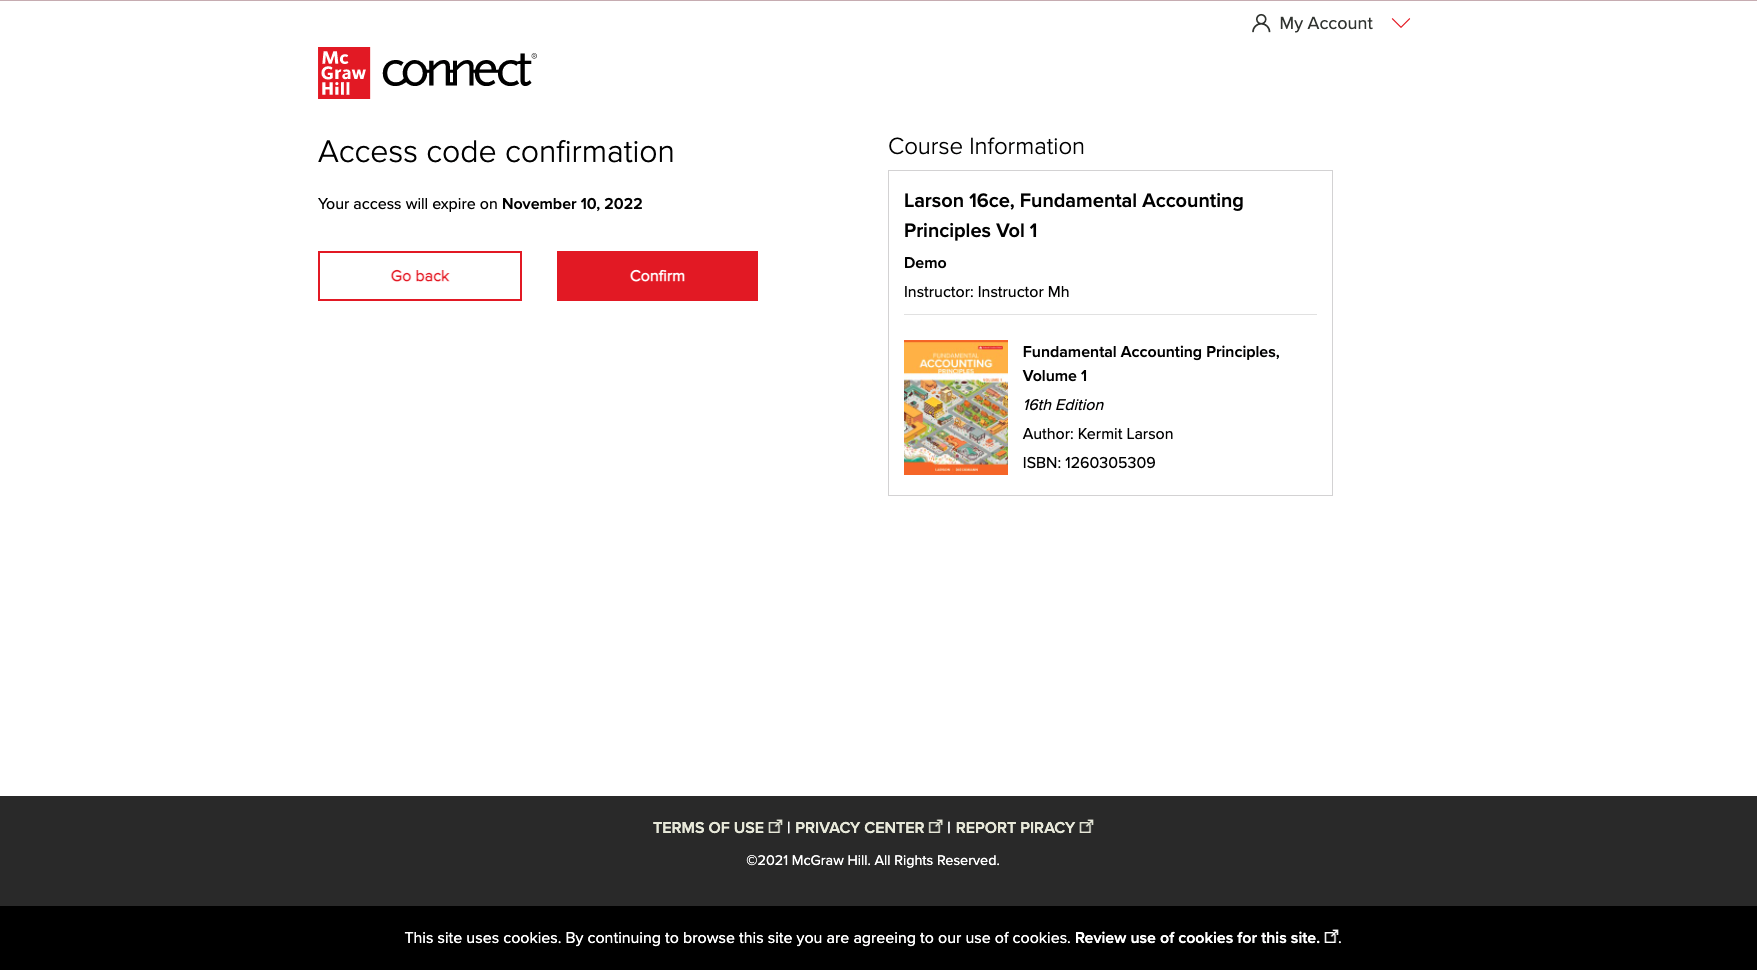 My Account
Mc
Graw
Hill
connect®
Access code confirmation
Your access will expire on November 10, 2022
Go back
Confirm
Course Information
Larson 16ce, Fundamental Accounting
Principles Vol 1
Demo
Instructor: Instructor Mh
FUNDAMENTAL
ACCOUNTING
PRINCIPLES
VOLUME 1
Fundamental Accounting Principles,
Volume 1
16th Edition
Author: Kermit Larson
ISBN: 1260305309
TERMS OF USE | PRIVACY CENTER | REPORT PIRACY
©2021 McGraw Hill. All Rights Reserved.
This site uses cookies. By continuing to browse this site you are agreeing to our use of cookies. Review use of cookies for this site. .